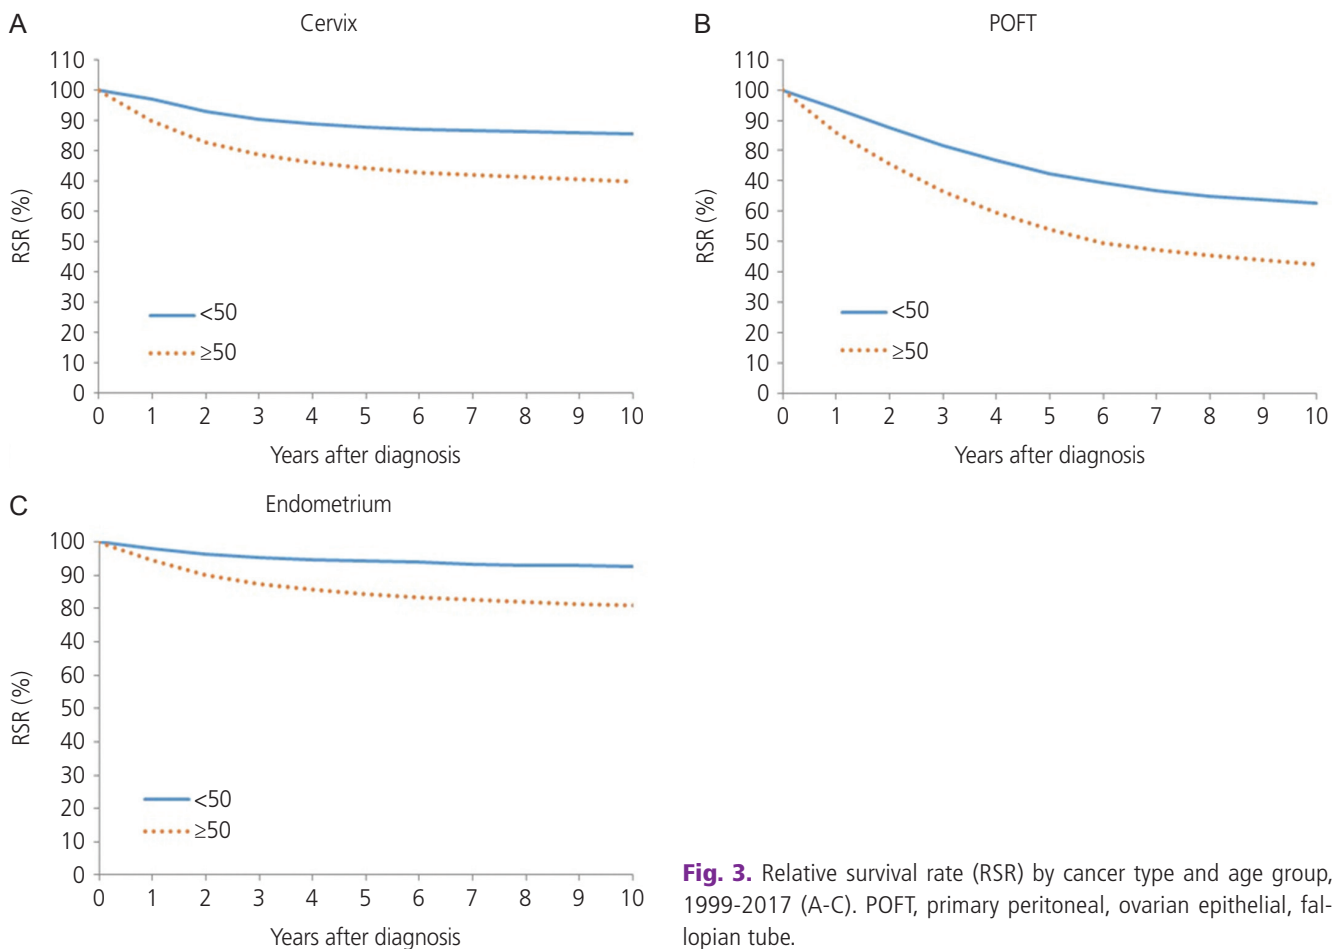 A
Cervix
110
100
90
80
40
60
50
40
30
20
10
0
RSR (%)
<50
≥50
0 1 2 3 4 5 6 7 8 9 10
Years after diagnosis
B
POFT
110
100
90
80
40
60
50
40
30
20
10
0
RSR (%)
<50
≥50
0 1 2 3 4 5 6 7 8 9 10
Years after diagnosis
C
Endometrium
100
90
80
40
60
50
40
30
20
10
0
RSR (%)
<50
≥50
0 1 2 3 4 5 6 7 8 9 10
Years after diagnosis
Fig. 3. Relative survival rate (RSR) by cancer type and age group,
1999-2017 (A-C). POFT, primary peritoneal, ovarian epithelial, fal-
lopian tube.